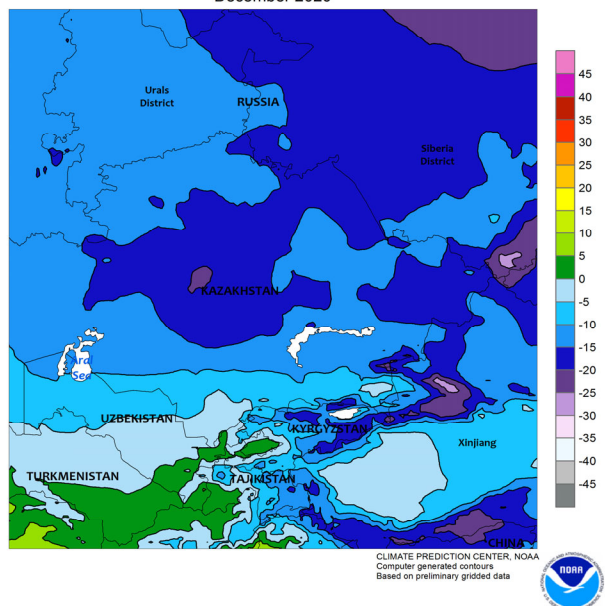 Urals
District
RUSSIA
Siberia
District
KAZAKHSTAN
Aral
Sea
UZBEKISTAN
KYRGYZSTAN
Xinjiang
TURKMENISTAN
TAJIKISTAN
CHINA
45
40
35
30
25
20
15
10
5
0
-5
-10
-15
-20
-25
-30
-35
-40
-45
CLIMATE PREDICTION CENTER, NOAA
Computer generated contours
Based on preliminary gridded data
NOAA